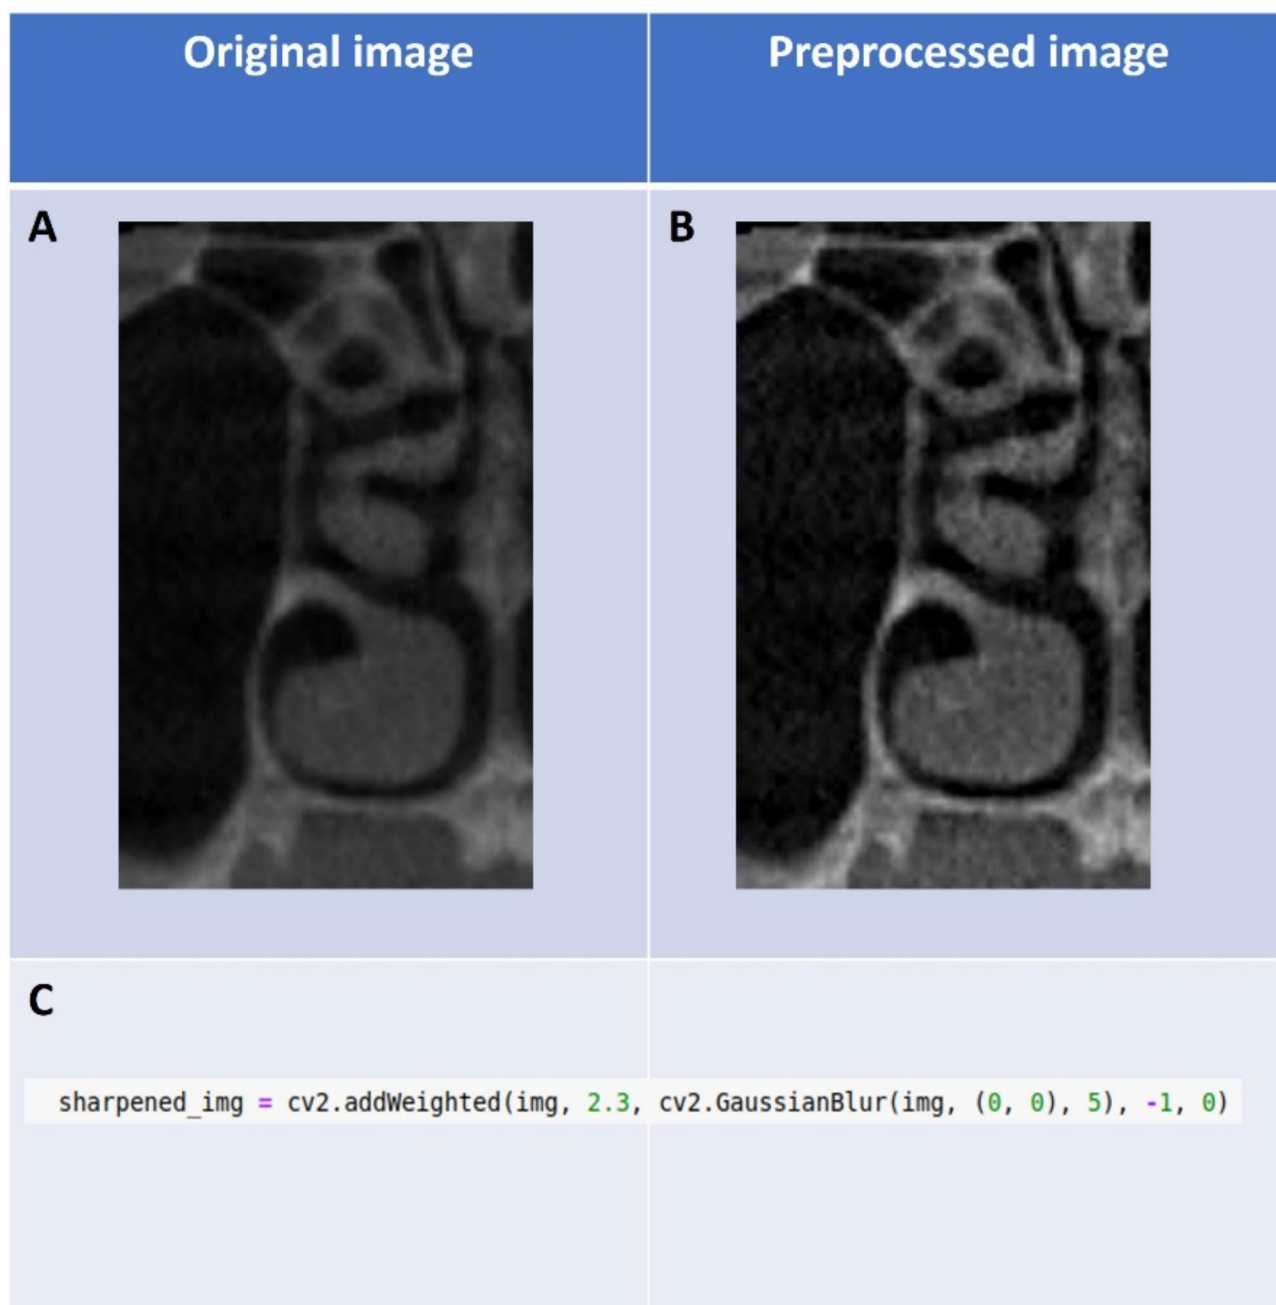 Original image
Preprocessed image
A
B
C
sharpened_img = cv2.addWeighted(img, 2.3, cv2.GaussianBlur(img, (0, 0), 5), -1, 0)